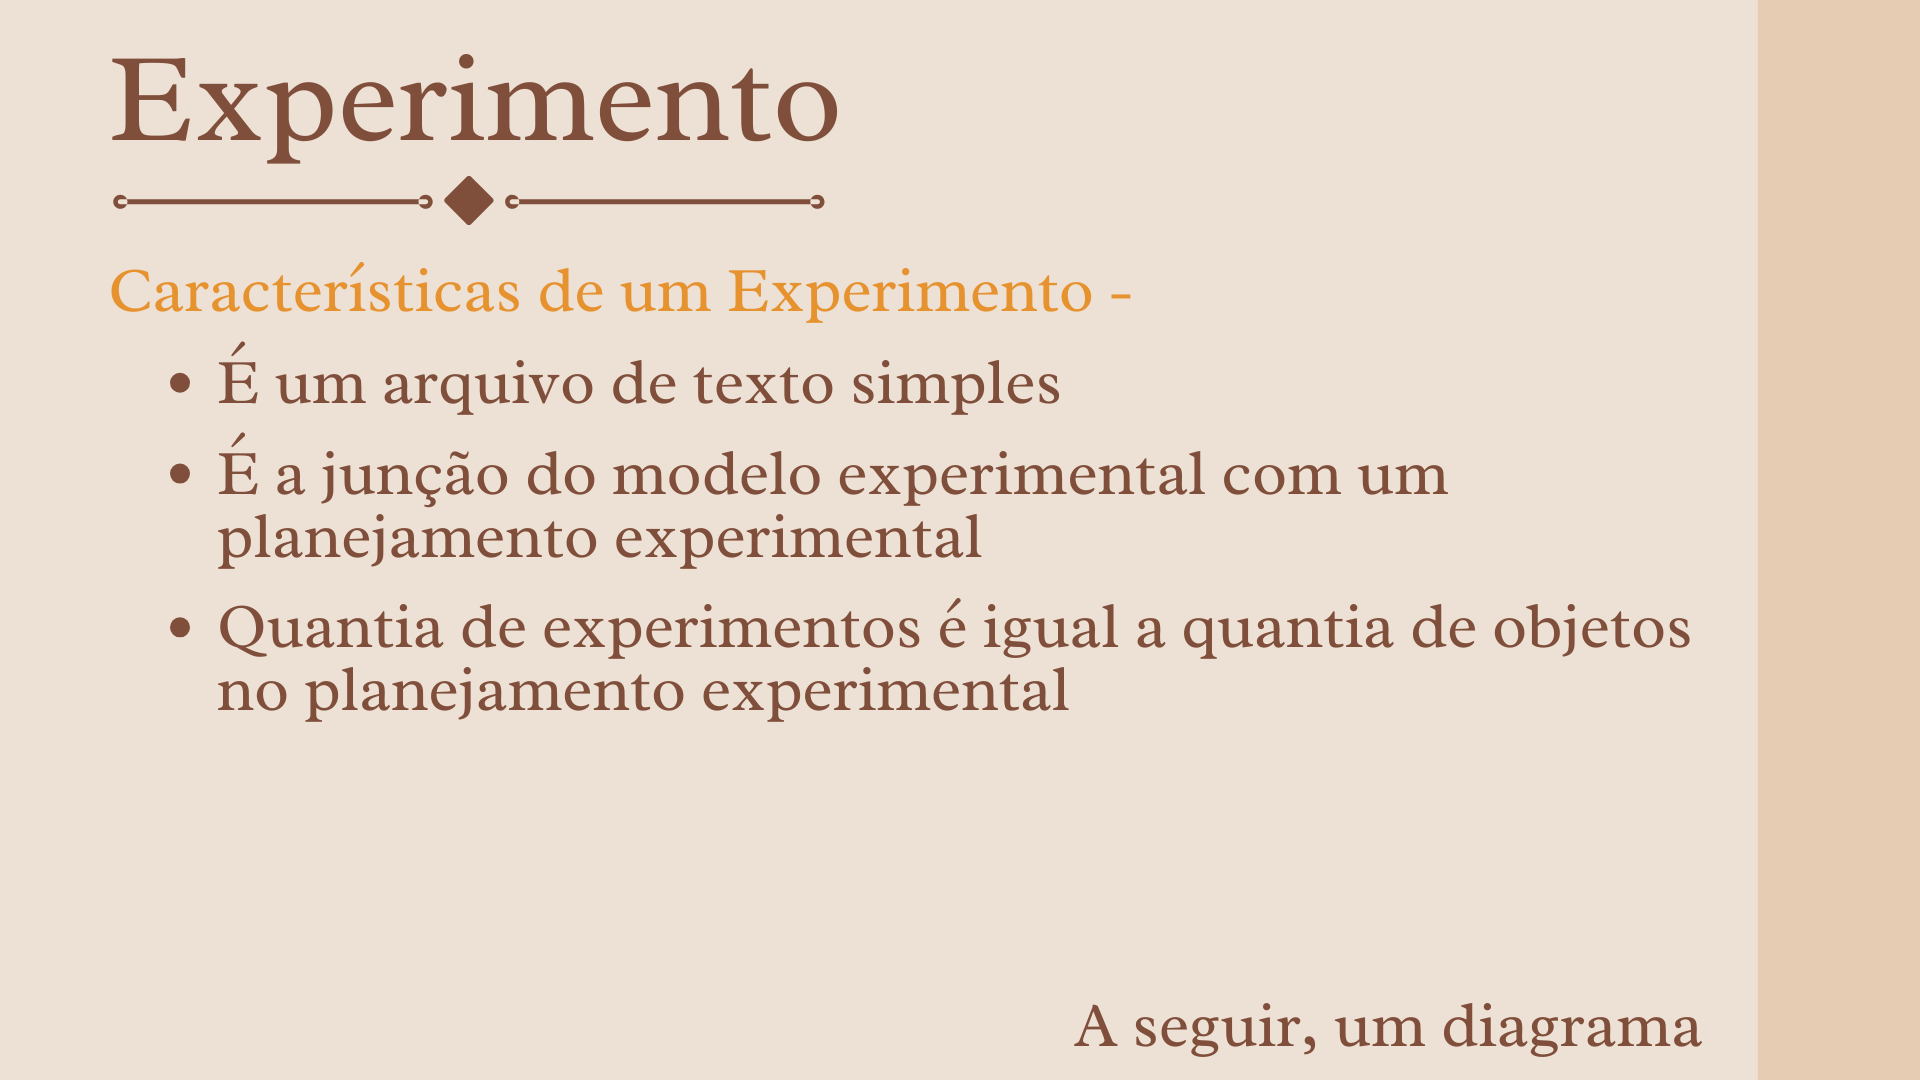 Experimento
Características de um Experimento -
• É um arquivo de texto simples
• É a junção do modelo experimental com um
planejamento experimental
• Quantia de experimentos é igual a quantia de objetos
no planejamento experimental
A seguir, um diagrama